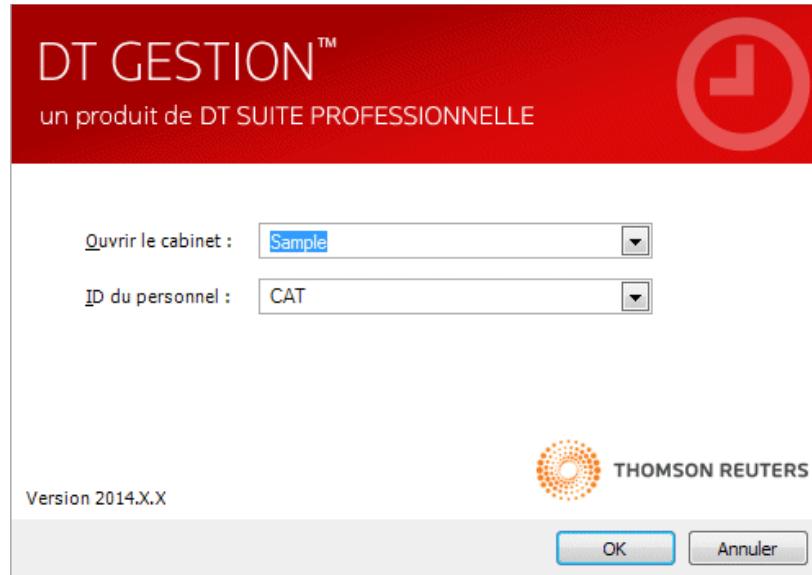 DT GESTION™
un produit de DT SUITE PROFESSIONNELLE
Ouvrir le cabinet : Sample
ID du personnel : CAT
THOMSON REUTERS
Version 2014.X.X
OK Annuler